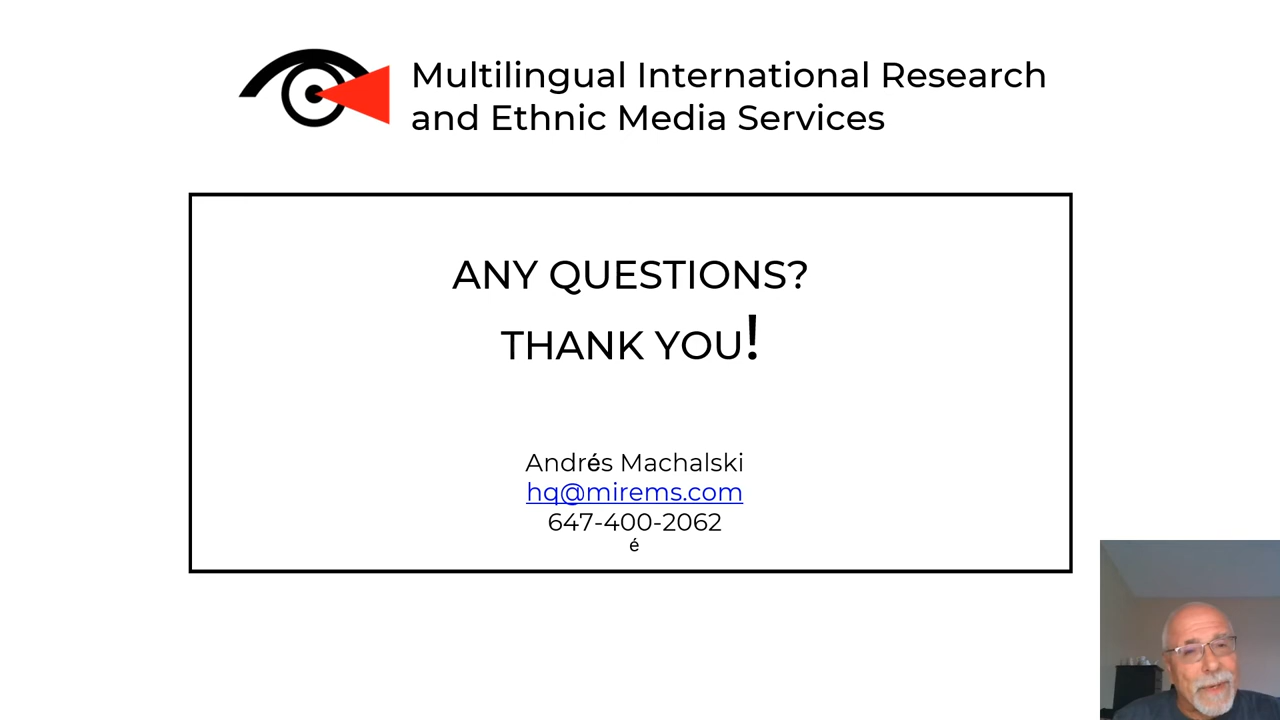 Multilingual International Research
and Ethnic Media Services
ANY QUESTIONS?
THANK YOU!
Andrés Machalski
hq@mirems.com
647-400-2062
é